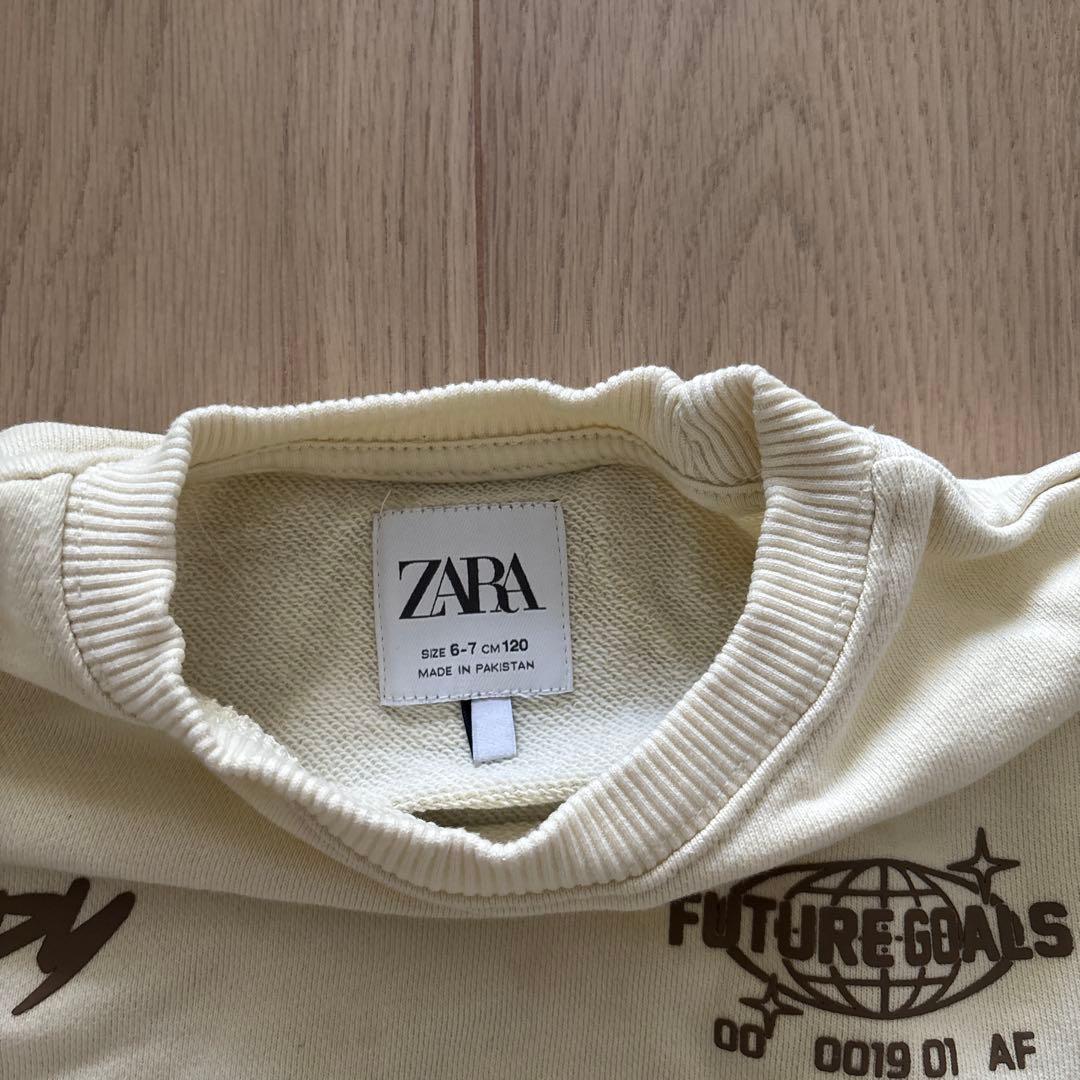 ZARA
SIZE 6-7 CM 120
MADE IN PAKISTAN
FUTURE-GOALS
00 0019 01 AF